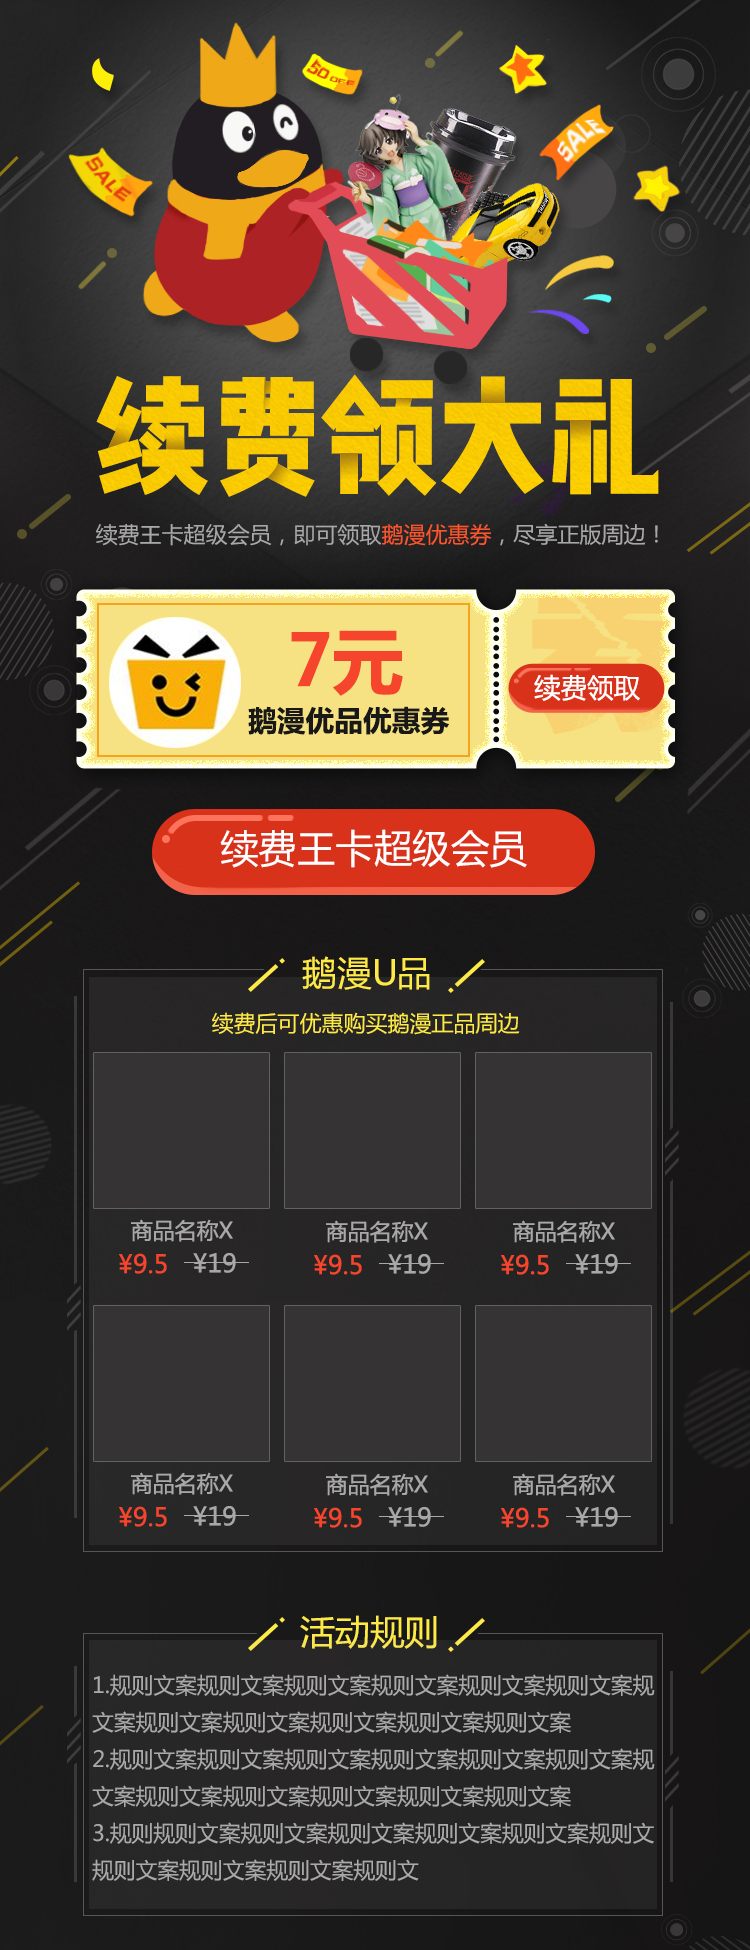 50 OFF
SALE
SALE
续费领大礼
续费王卡超级会员，即可领取鹅漫优惠券，尽享正版周边！
7元
鹅漫优品优惠券
续费领取
续费王卡超级会员
鹅漫U品
续费后可优惠购买鹅漫正品周边
商品名称X 商品名称X 商品名称X
¥9.5 ¥19 ¥9.5 ¥19 ¥9.5 ¥19
商品名称X 商品名称X 商品名称X
¥9.5 ¥19 ¥9.5 ¥19 ¥9.5 ¥19
活动规则
1.规则文案规则文案规则文案规则文案规则文案规则文案规
文案规则文案规则文案规则文案规则文案规则文案
2.规则文案规则文案规则文案规则文案规则文案规则文案规
文案规则文案规则文案规则文案规则文案规则文案
3.规则规则文案规则文案规则文案规则文案规则文案规则文
规则文案规则文案规则文案规则文